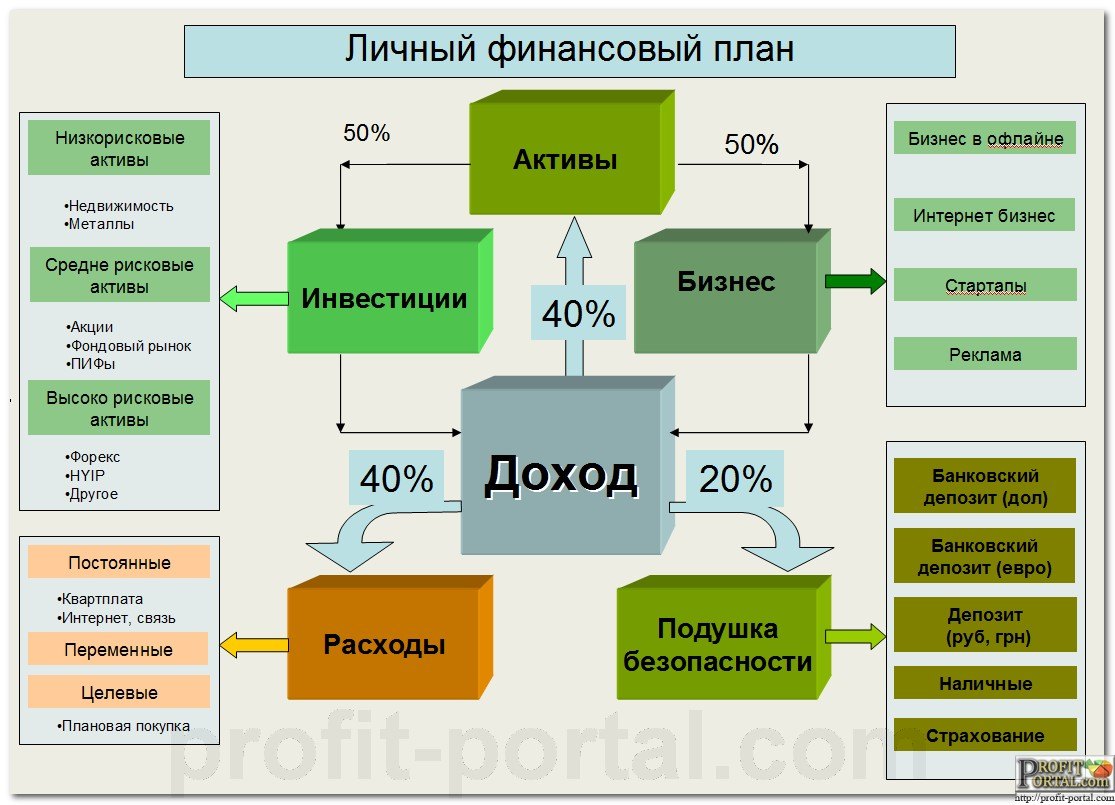 Личный финансовый план
Низкорисковые
активы
•Недвижимость
•Металлы
Средне рисковые
активы
•Акции
•Фондовый рынок
•ПИФы
Высоко рисковые
активы
•Форекс
•HYIP
•Другое
50%
Активы
50%
Инвестиции
40%
Бизнес
Бизнес в офлайне
Интернет бизнес
Стартапы
Реклама
40%
Доход
20%
Постоянные
•Квартплата
•Интернет, связь
Переменные
Целевые
•Плановая покупка
Расходы
Подушка
безопасности
Банковский
депозит (дол)
Банковский
депозит (евро)
Депозит
(руб, грн)
Наличные
Страхование
profit-portal.com
PROFIT
PORTAL.com
http://profit-portal.com